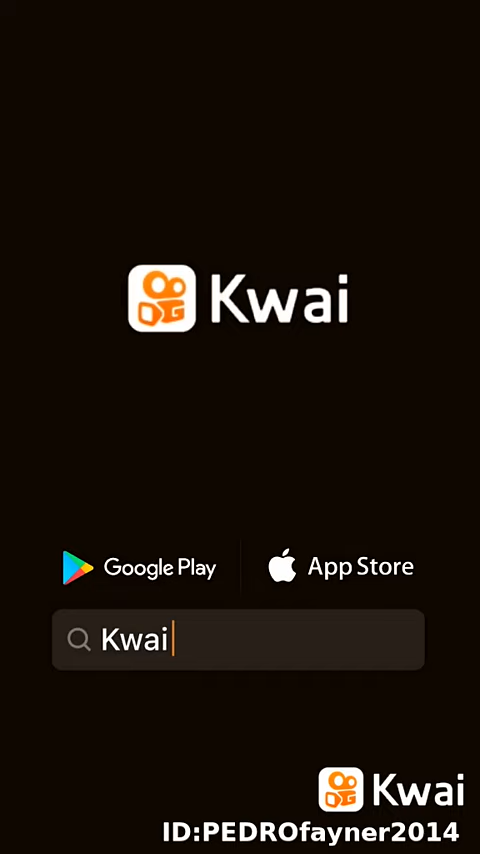 Kwai
Google Play
App Store
Kwai
Kwai
ID:PEDROfayner2014